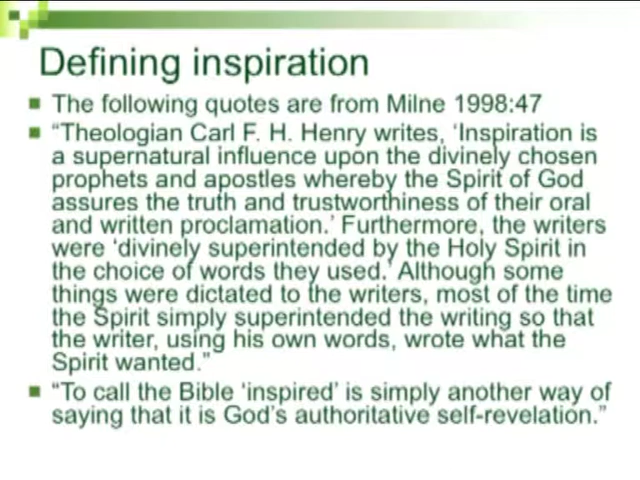 Defining inspiration
The following quotes are from Milne 1998:47
“Theologian Carl F. H. Henry writes, ‘Inspiration is
a supernatural influence upon the divinely chosen
prophets and apostles whereby the Spirit of God
assures the truth and trustworthiness of their oral
and written proclamation.’ Furthermore, the writers
were ‘divinely superintended by the Holy Spirit in
the choice of words they used.’ Although some
things were dictated to the writers, most of the time
the Spirit simply superintended the writing so that
the writer, using his own words, wrote what the
Spirit wanted.”
“To call the Bible ‘inspired’ is simply another way of
saying that it is God’s authoritative self-revelation.”